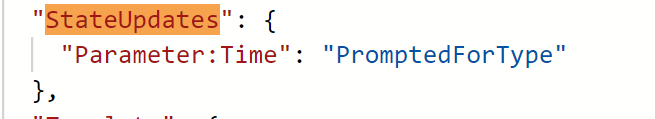 "StateUpdates": {
"Parameter:Time": "PromptedForType"
},